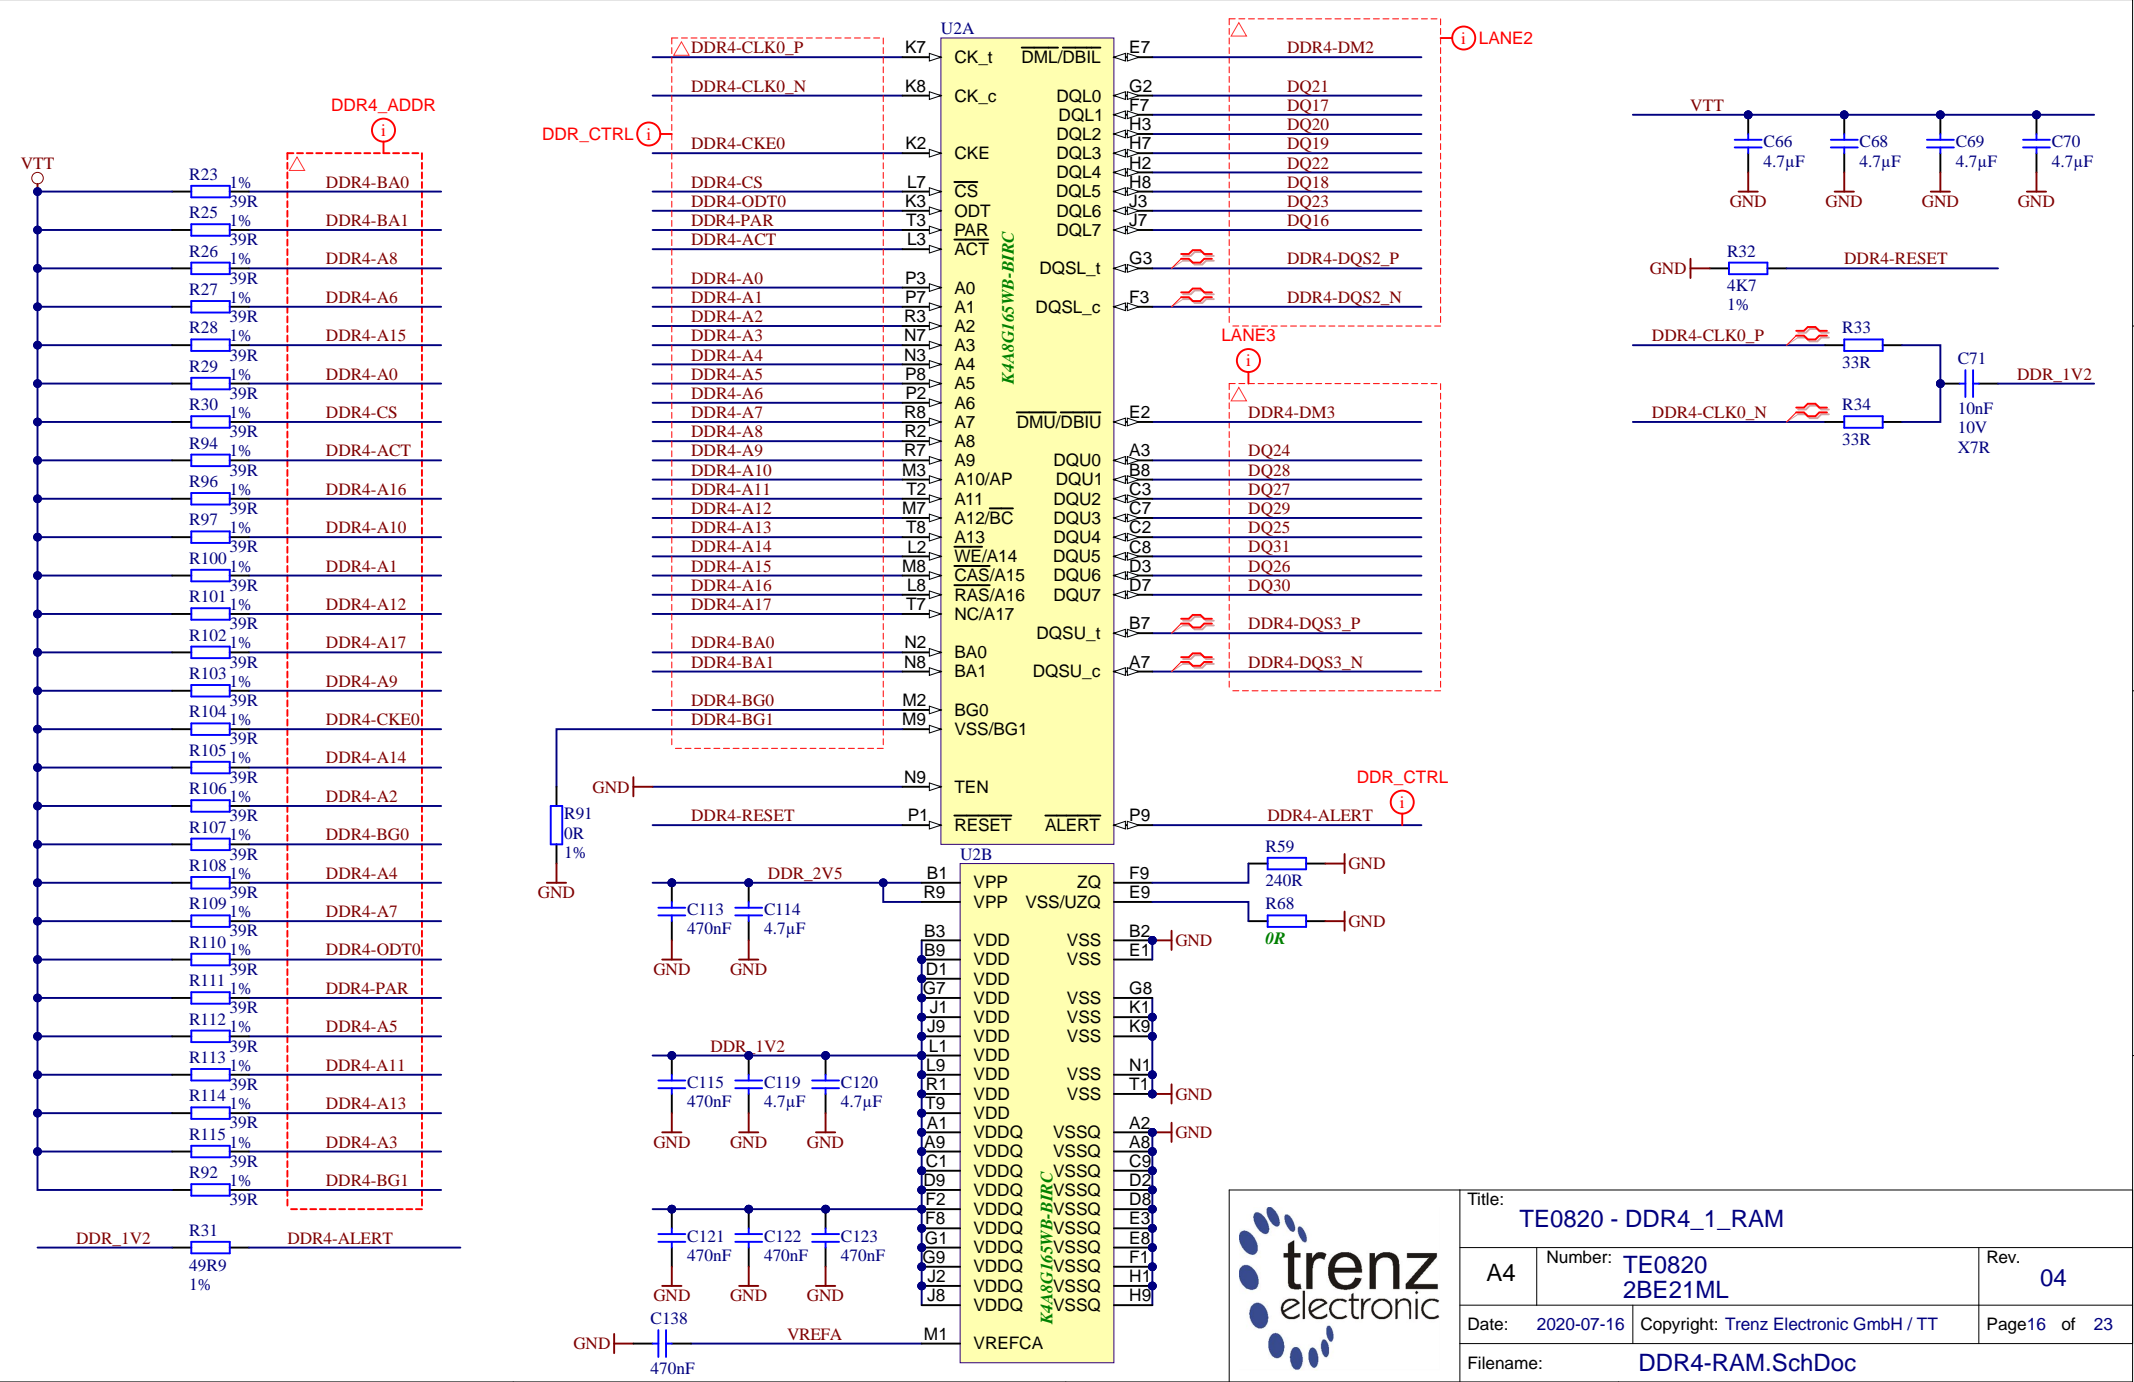 DDR4_ADDR
i
VTT
R23 1% 39R DDR4-BA0
R25 1% 39R DDR4-BA1
R26 1% 39R DDR4-A8
R27 1% 39R DDR4-A6
R28 1% 39R DDR4-A15
R29 1% 39R DDR4-A0
R30 1% 39R DDR4-CS
R94 1% 39R DDR4-ACT
R96 1% 39R DDR4-A16
R97 1% 39R DDR4-A10
R100 1% 39R DDR4-A1
R101 1% 39R DDR4-A12
R102 1% 39R DDR4-A17
R103 1% 39R DDR4-A9
R104 1% 39R DDR4-CKE0
R105 1% 39R DDR4-A14
R106 1% 39R DDR4-A2
R107 1% 39R DDR4-BG0
R108 1% 39R DDR4-A4
R109 1% 39R DDR4-A7
R110 1% 39R DDR4-ODT0
R111 1% 39R DDR4-PAR
R112 1% 39R DDR4-A5
R113 1% 39R DDR4-A11
R114 1% 39R DDR4-A13
R115 1% 39R DDR4-A3
R92 1% 39R DDR4-BG1
DDR_1V2 R31 49R9 1% DDR4-ALERT
U2A
DDR_CTRL i
DDR4-CLK0_P K7 CK_t
DDR4-CLK0_N K8 CK_c
DDR4-CKE0 K2 CKE
DDR4-CS L7 CS
DDR4-ODT0 K3 ODT
DDR4-PAR T3 PAR
DDR4-ACT L3 ACT
DDR4-A0 P3 A0
DDR4-A1 P7 A1
DDR4-A2 R3 A2
DDR4-A3 N7 A3
DDR4-A4 N3 A4
DDR4-A5 P8 A5
DDR4-A6 P2 A6
DDR4-A7 R8 A7
DDR4-A8 R2 A8
DDR4-A9 R7 A9
DDR4-A10 M3 A10/AP
DDR4-A11 T2 A11
DDR4-A12 M7 A12/BC
DDR4-A13 T8 A13
DDR4-A14 L2 WE/A14
DDR4-A15 M8 CAS/A15
DDR4-A16 L8 RAS/A16
DDR4-A17 T7 NC/A17
DDR4-BA0 N2 BA0
DDR4-BA1 N8 BA1
DDR4-BG0 M2 BG0
DDR4-BG1 M9 VSS/BG1
GND N9 TEN
DDR4-RESET P1 RESET
R91 0R 1% GND
K4A8G165WB-BIRC
DML/DBIL E7 DDR4-DM2
i LANE2
DQL0 G2 DQ21
DQL1 F7 DQ17
DQL2 H3 DQ20
DQL3 H7 DQ19
DQL4 H2 DQ22
DQL5 H8 DQ18
DQL6 J3 DQ23
DQL7 J7 DQ16
DQSL_t G3 DDR4-DQS2_P
DQSL_c F3 DDR4-DQS2_N
LANE3
i
DMU/DBIU E2 DDR4-DM3
DQU0 A3 DQ24
DQU1 B8 DQ28
DQU2 C3 DQ27
DQU3 C7 DQ29
DQU4 C2 DQ25
DQU5 C8 DQ31
DQU6 D3 DQ26
DQU7 D7 DQ30
DQSU_t B7 DDR4-DQS3_P
DQSU_c A7 DDR4-DQS3_N
DDR_CTRL
i
ALERT P9 DDR4-ALERT
U2B
DDR_2V5 B1 VPP
R9 VPP
C113 470nF GND
C114 4.7µF GND
B3 VDD
B9 VDD
D1 VDD
G7 VDD
J1 VDD
J9 VDD
DDR_1V2 L1 VDD
L9 VDD
R1 VDD
T9 VDD
C115 470nF GND
C119 4.7µF GND
C120 4.7µF GND
A1 VDDQ
A9 VDDQ
C1 VDDQ
D9 VDDQ
F2 VDDQ
F8 VDDQ
G1 VDDQ
G9 VDDQ
J2 VDDQ
J8 VDDQ
C121 470nF GND
C122 470nF GND
C123 470nF GND
GND C138 470nF VREFA M1 VREFCA
K4A8G165WB-BIRC
ZQ F9 R59 240R GND
VSS/UZQ E9 R68 0R GND
VSS B2 GND
VSS E1
VSS G8
VSS K1
VSS K9
VSS N1
VSS T1 GND
VSSQ A2 GND
VSSQ A8
VSSQ C9
VSSQ D2
VSSQ D8
VSSQ E3
VSSQ E8
VSSQ F1
VSSQ H1
VSSQ H9
VTT
C66 4.7µF GND
C68 4.7µF GND
C69 4.7µF GND
C70 4.7µF GND
GND R32 4K7 1% DDR4-RESET
DDR4-CLK0_P R33 33R
DDR4-CLK0_N R34 33R
C71 10nF 10V X7R DDR_1V2
trenz
electronic
Title:
TE0820 - DDR4_1_RAM
A4
Number: TE0820
2BE21ML
Rev.
04
Date: 2020-07-16
Copyright: Trenz Electronic GmbH / TT
Page16 of 23
Filename: DDR4-RAM.SchDoc